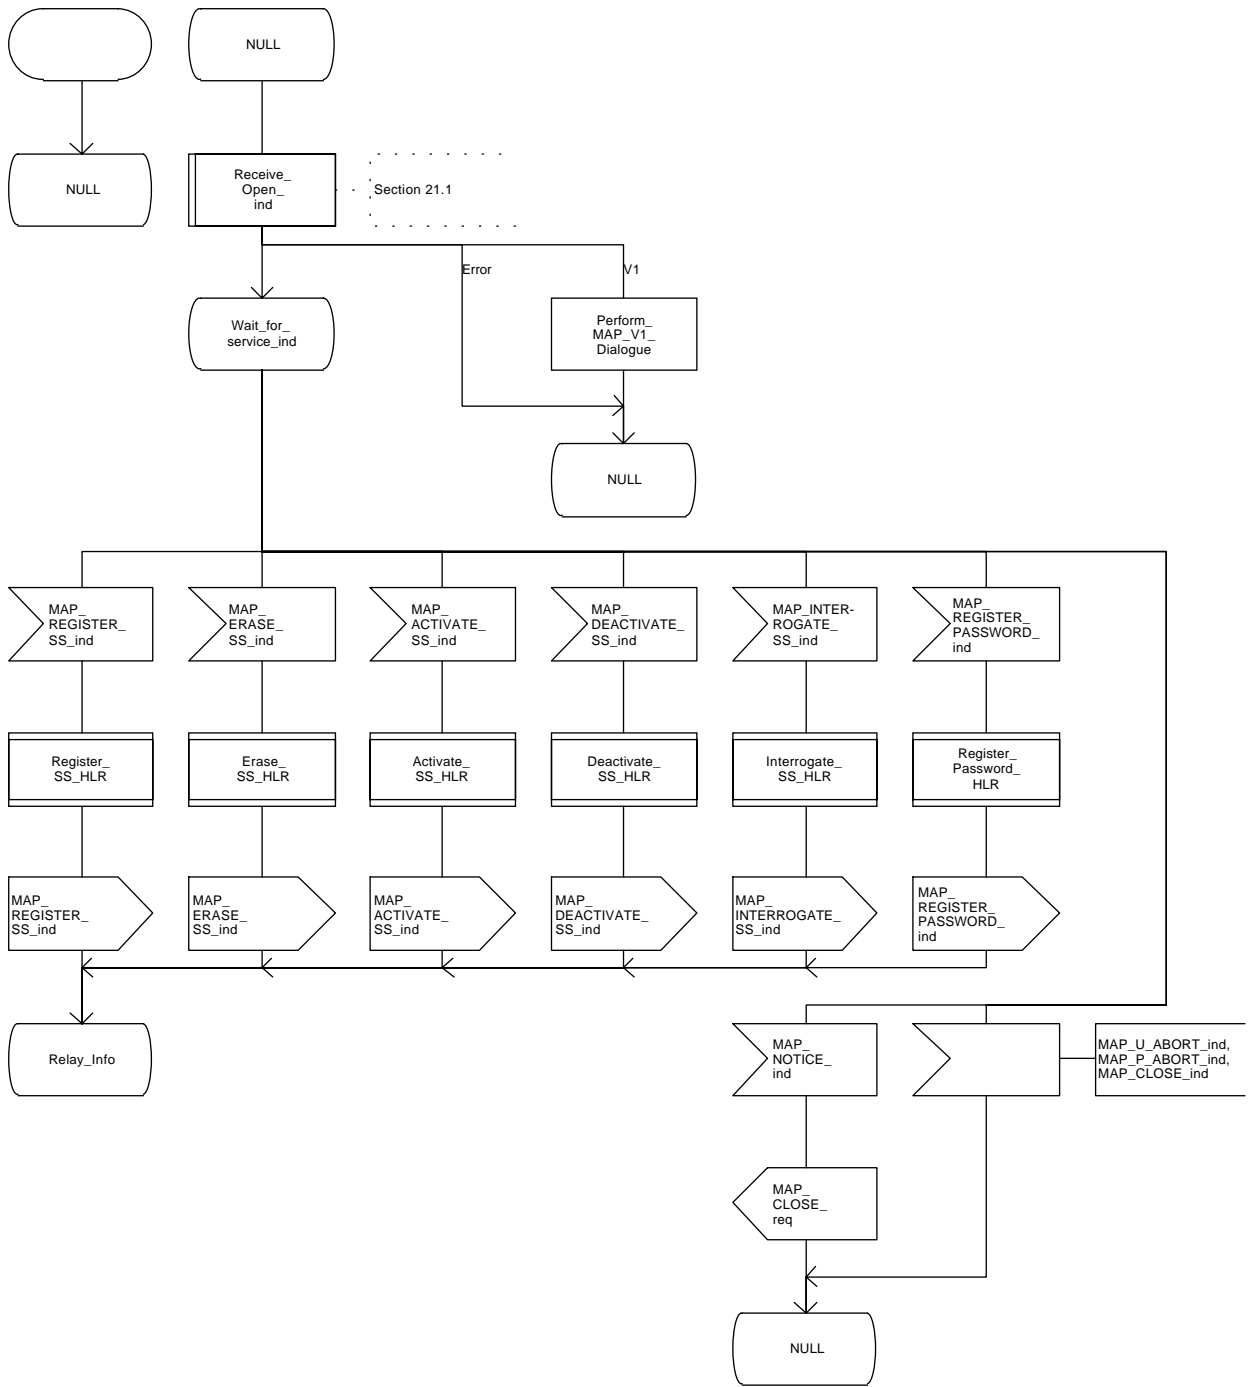 NULL
NULL
Receive_
Open_
ind
Section 21.1
Error
V1
Wait_for_
service_ind
Perform_
MAP_V1_
Dialogue
NULL
MAP_
REGISTER_
SS_ind
MAP_
ERASE_
SS_ind
MAP_
ACTIVATE_
SS_ind
MAP_
DEACTIVATE_
SS_ind
MAP_INTER-
ROGATE_
SS_ind
MAP_
REGISTER_
PASSWORD_
ind
Register_
SS_HLR
Erase_
SS_HLR
Activate_
SS_HLR
Deactivate_
SS_HLR
Interrogate_
SS_HLR
Register_
Password_
HLR
MAP_
REGISTER_
SS_ind
MAP_
ERASE_
SS_ind
MAP_
ACTIVATE_
SS_ind
MAP_
DEACTIVATE_
SS_ind
MAP_
INTERROGATE_
SS_ind
MAP_
REGISTER_
PASSWORD_
ind
Relay_Info
MAP_
NOTICE_
ind
MAP_U_ABORT_ind,
MAP_P_ABORT_ind,
MAP_CLOSE_ind
MAP_
CLOSE_
req
NULL